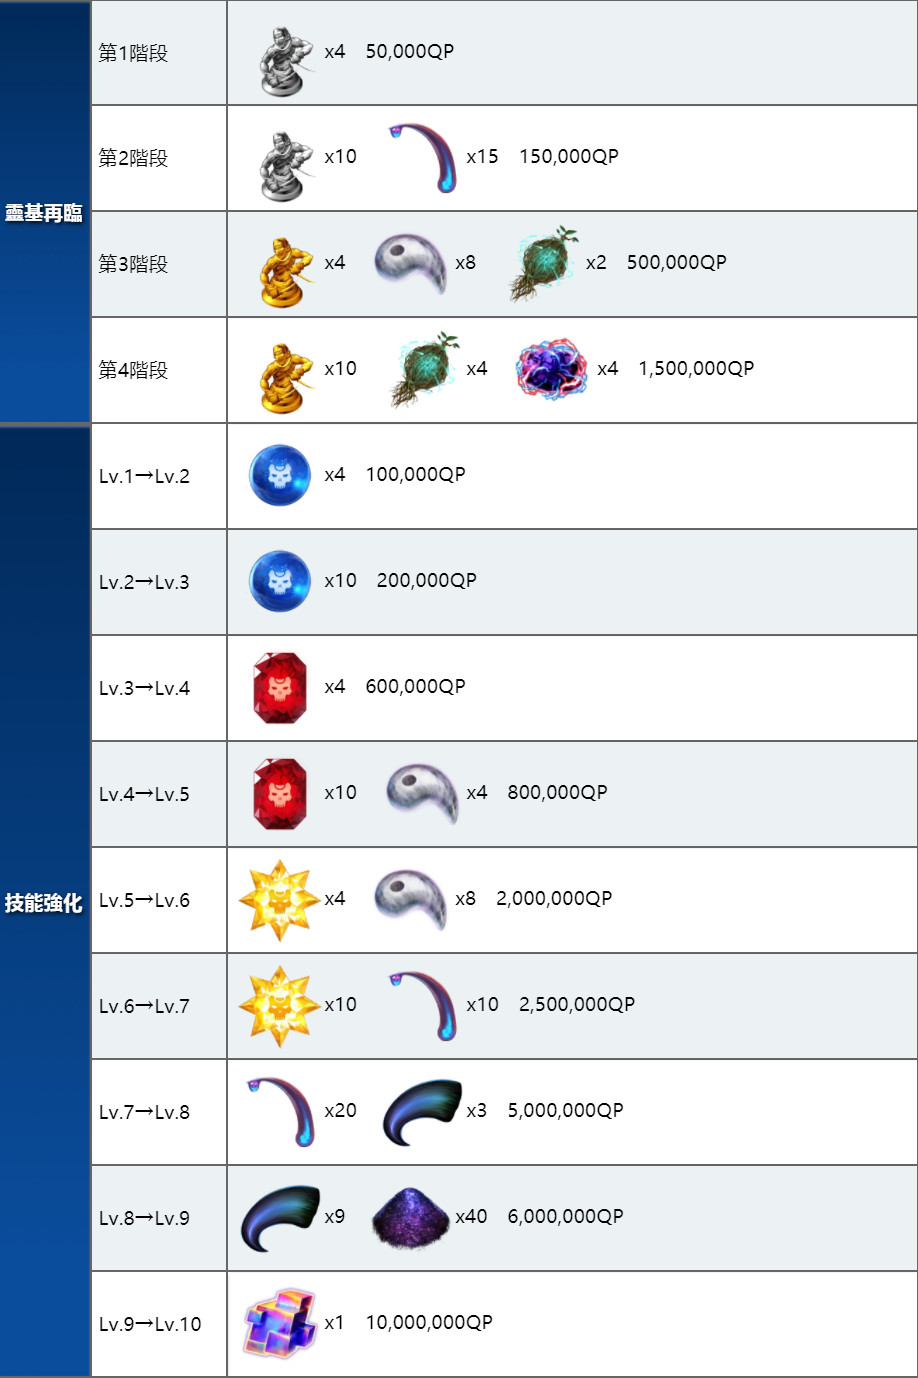 靈基再臨
第1階段
x4 50,000QP
第2階段
x10 x15 150,000QP
第3階段
x4 x8 x2 500,000QP
第4階段
x10 x4 x4 1,500,000QP
技能強化
Lv.1→Lv.2
x4 100,000QP
Lv.2→Lv.3
x10 200,000QP
Lv.3→Lv.4
x4 600,000QP
Lv.4→Lv.5
x10 x4 800,000QP
Lv.5→Lv.6
x4 x8 2,000,000QP
Lv.6→Lv.7
x10 x10 2,500,000QP
Lv.7→Lv.8
x20 x3 5,000,000QP
Lv.8→Lv.9
x9 x40 6,000,000QP
Lv.9→Lv.10
x1 10,000,000QP